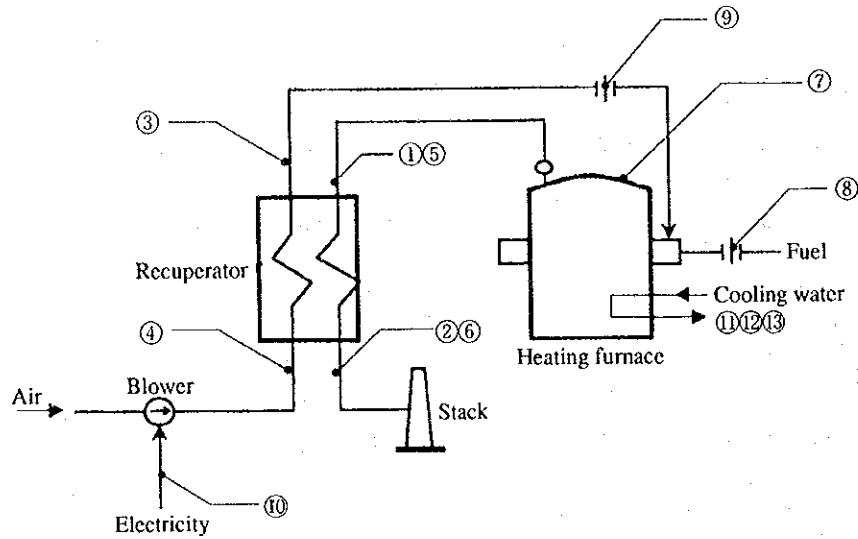 ⑨
⑦
③
①⑤
⑧
Fuel
Recuperator
Cooling water
⑪⑫⑬
④
②⑥
Heating furnace
Blower
Air
Stack
⑩
Electricity